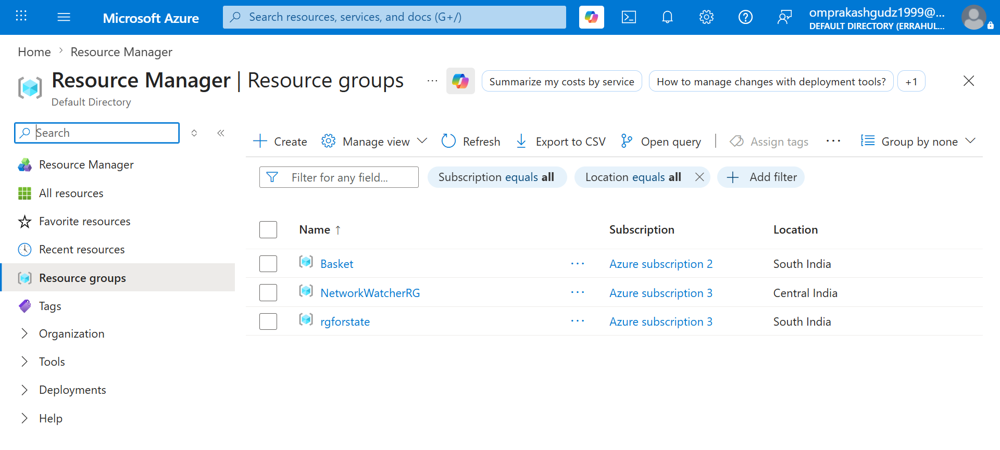 Microsoft Azure
Search resources, services, and docs (G+/)
omprakashgudz1999@...
DEFAULT DIRECTORY (ERRAHUL...
Home > Resource Manager
Resource Manager | Resource groups
...
Summarize my costs by service
How to manage changes with deployment tools?
+1
Default Directory
Search
Create
Manage view
Refresh
Export to CSV
Open query
Assign tags
...
Group by none
Filter for any field...
Subscription equals all
Location equals all
Add filter
Resource Manager
All resources
Favorite resources
Recent resources
Resource groups
Tags
Organization
Tools
Deployments
Help
Name ↑ Subscription Location
Basket ... Azure subscription 2 South India
NetworkWatcherRG ... Azure subscription 3 Central India
rgforstate ... Azure subscription 3 South India